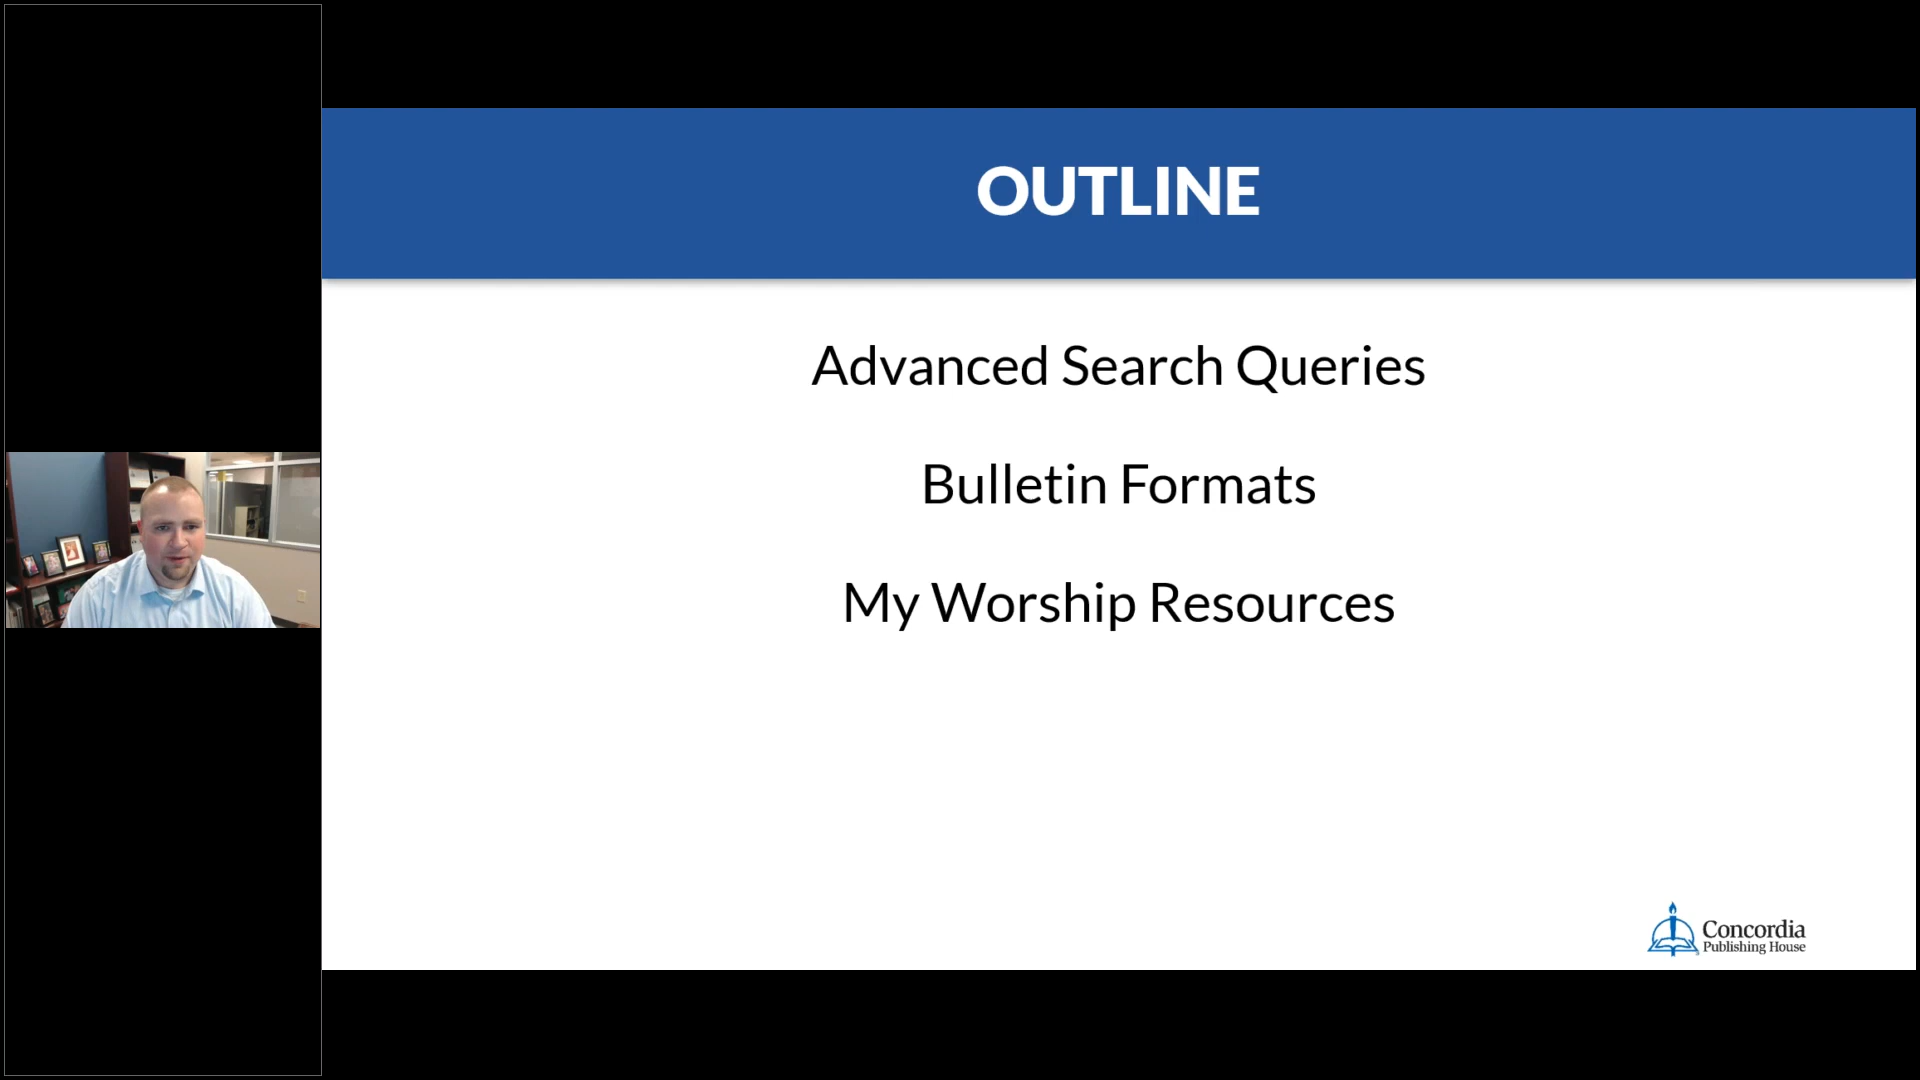 OUTLINE
Advanced Search Queries
Bulletin Formats
My Worship Resources
Concordia
Publishing House